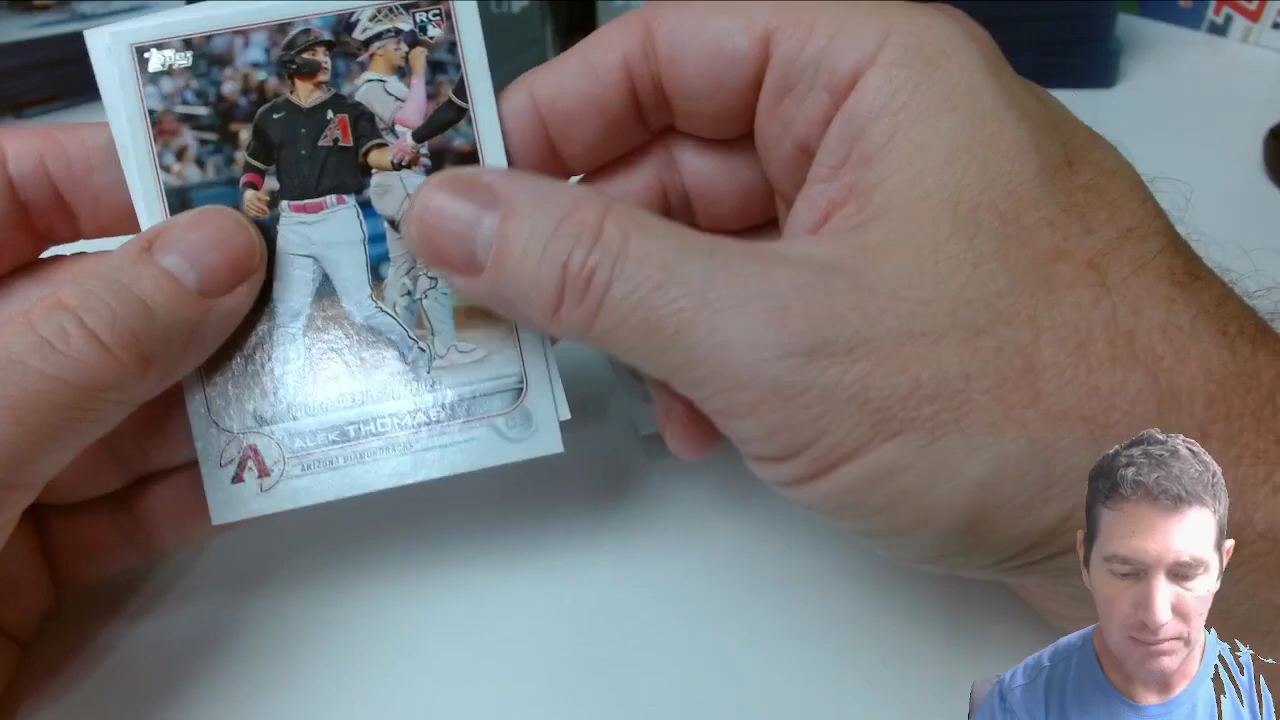 Topps
RC
A
ALEK THOMAS
A
ARIZONA DIAMONDBACKS